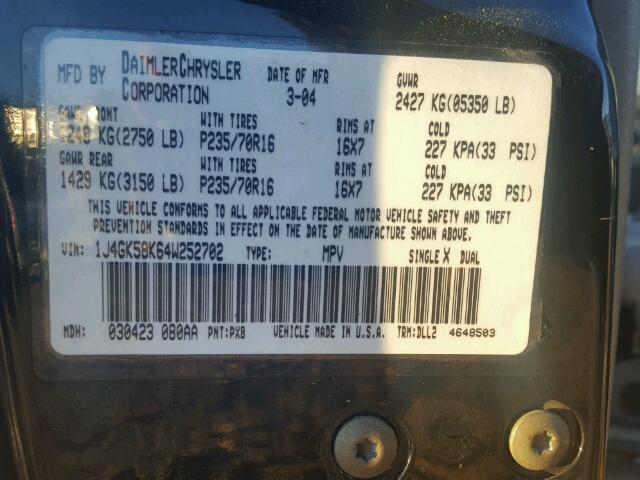 MFD BY DAIMLERCHRYSLER CORPORATION DATE OF MFR 3-04 GVWR 2427 KG(05350 LB)
GAWR FRONT WITH TIRES RIMS AT COLD
1248 KG(2750 LB) P235/70R16 16X7 227 KPA(33 PSI)
GAWR REAR WITH TIRES RIMS AT COLD
1429 KG(3150 LB) P235/70R16 16X7 227 KPA(33 PSI)
THIS VEHICLE CONFORMS TO ALL APPLICABLE FEDERAL MOTOR VEHICLE SAFETY AND THEFT
PREVENTION STANDARDS IN EFFECT ON THE DATE OF MANUFACTURE SHOWN ABOVE.
VIN: 1J4GK58K64W252702 TYPE: MPV SINGLE X DUAL
MDH: 030423 080AA PNT:PXB VEHICLE MADE IN U.S.A. TRM:DLL2 4648503